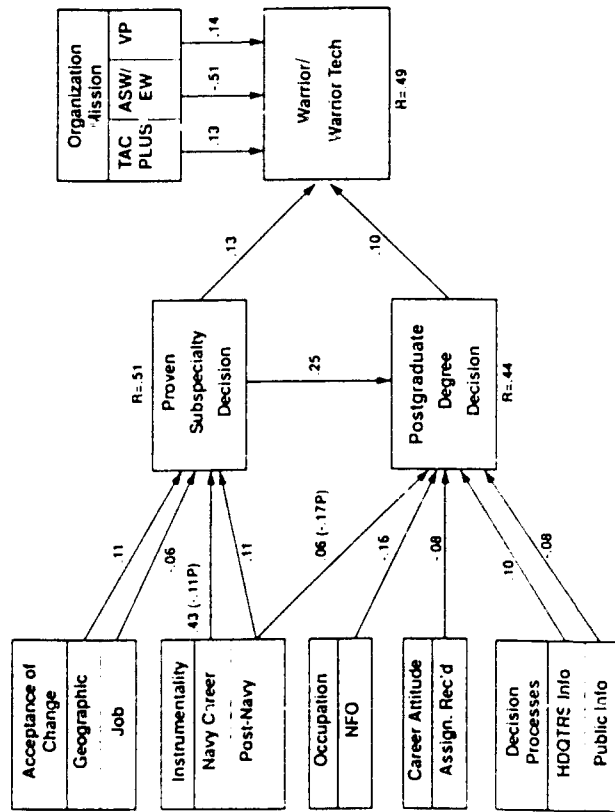 Acceptance of
Change
Geographic
Job
Instrumentality
Navy Career
Post-Navy
Occupation
NFO
Career Attitude
Assign. Rec'd
Decision
Processes
HDQTRS Info
Public Info
.11
-.06
.43 (-.11P)
.11
.06 (-.17P)
-.16
-.08
.10
-.08
R=.51
Proven
Subspecialty
Decision
.25
Postgraduate
Degree
Decision
R=.44
.13
.10
Organization
Mission
TAC
PLUS
ASW/
EW
VP
.13
-.51
.14
Warrior/
Warrior Tech
R=.49